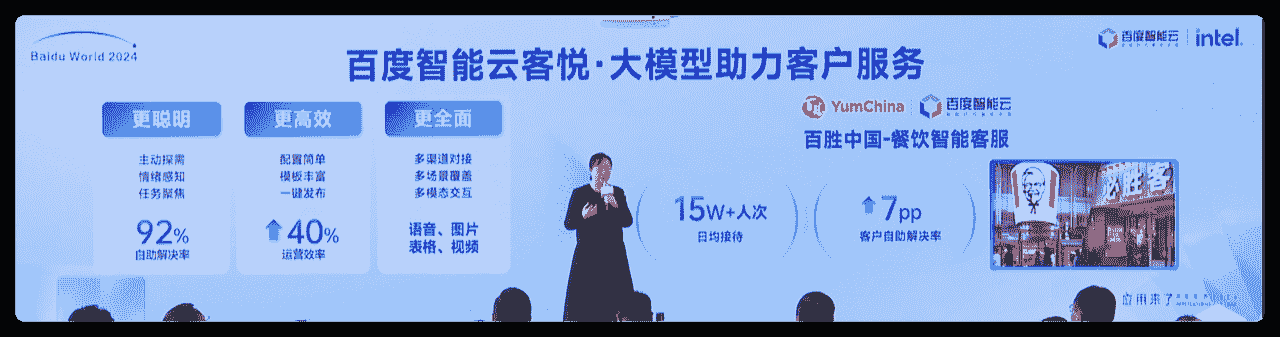 Baidu World 2024
百度智能云
intel.
百度智能云客悦·大模型助力客户服务
更聪明
主动探需
情绪感知
任务聚焦
92%
自助解决率
更高效
配置简单
模板丰富
一键发布
40%
运营效率
更全面
多渠道对接
多场景覆盖
多模态交互
语音、图片
表格、视频
YumChina
百度智能云
百胜中国-餐饮智能客服
15W+人次
日均接待
7pp
客户自助解决率
KFC
必胜客
应用来了